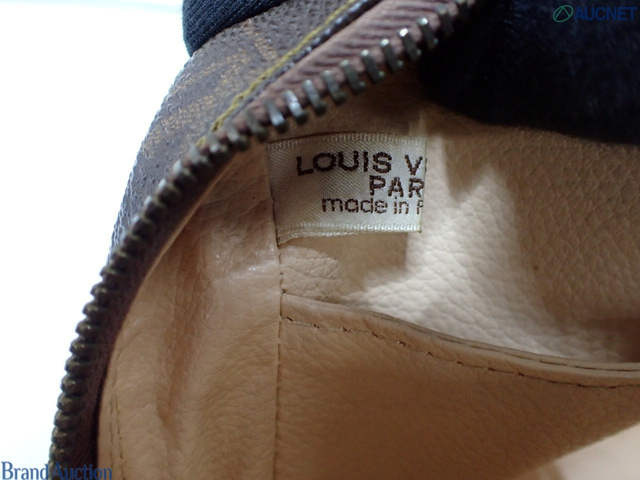 AUCNET
LOUIS V
PAR
made in F
Brand Auction